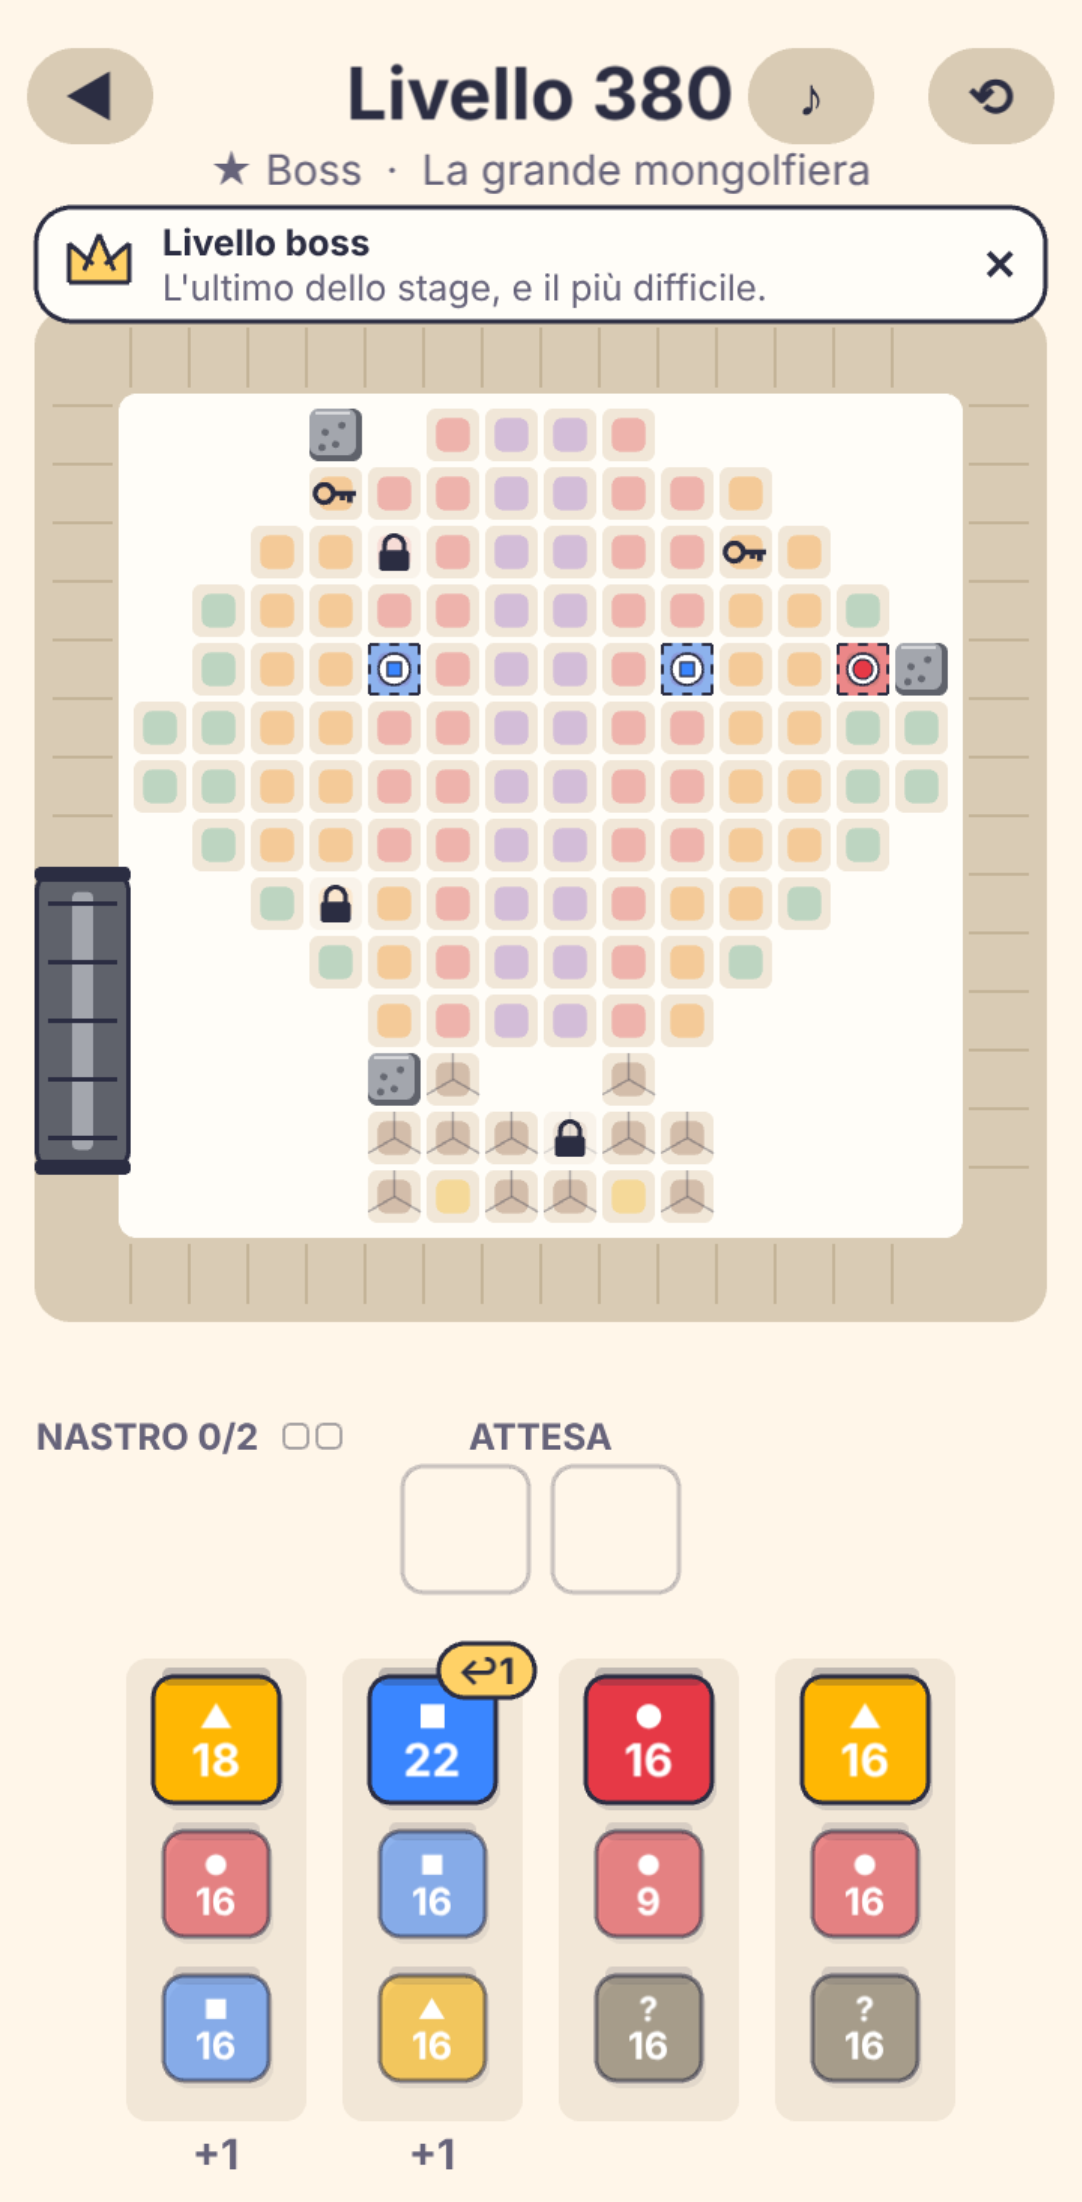 Livello 380
★ Boss · La grande mongolfiera
Livello boss
L'ultimo dello stage, e il più difficile.
NASTRO 0/2
ATTESA
↩1
18
22
16
16
16
16
9
16
16
16
? 16
? 16
+1
+1